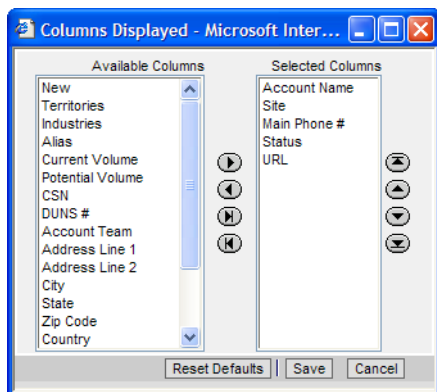 Columns Displayed - Microsoft Inter...
Available Columns
New
Territories
Industries
Alias
Current Volume
Potential Volume
CSN
DUNS #
Account Team
Address Line 1
Address Line 2
City
State
Zip Code
Country
Selected Columns
Account Name
Site
Main Phone #
Status
URL
Reset Defaults | Save Cancel